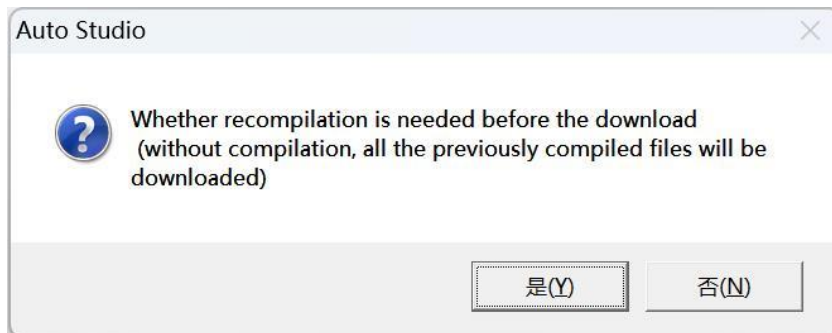 Auto Studio
Whether recompilation is needed before the download
(without compilation, all the previously compiled files will be
downloaded)
是(Y)
否(N)